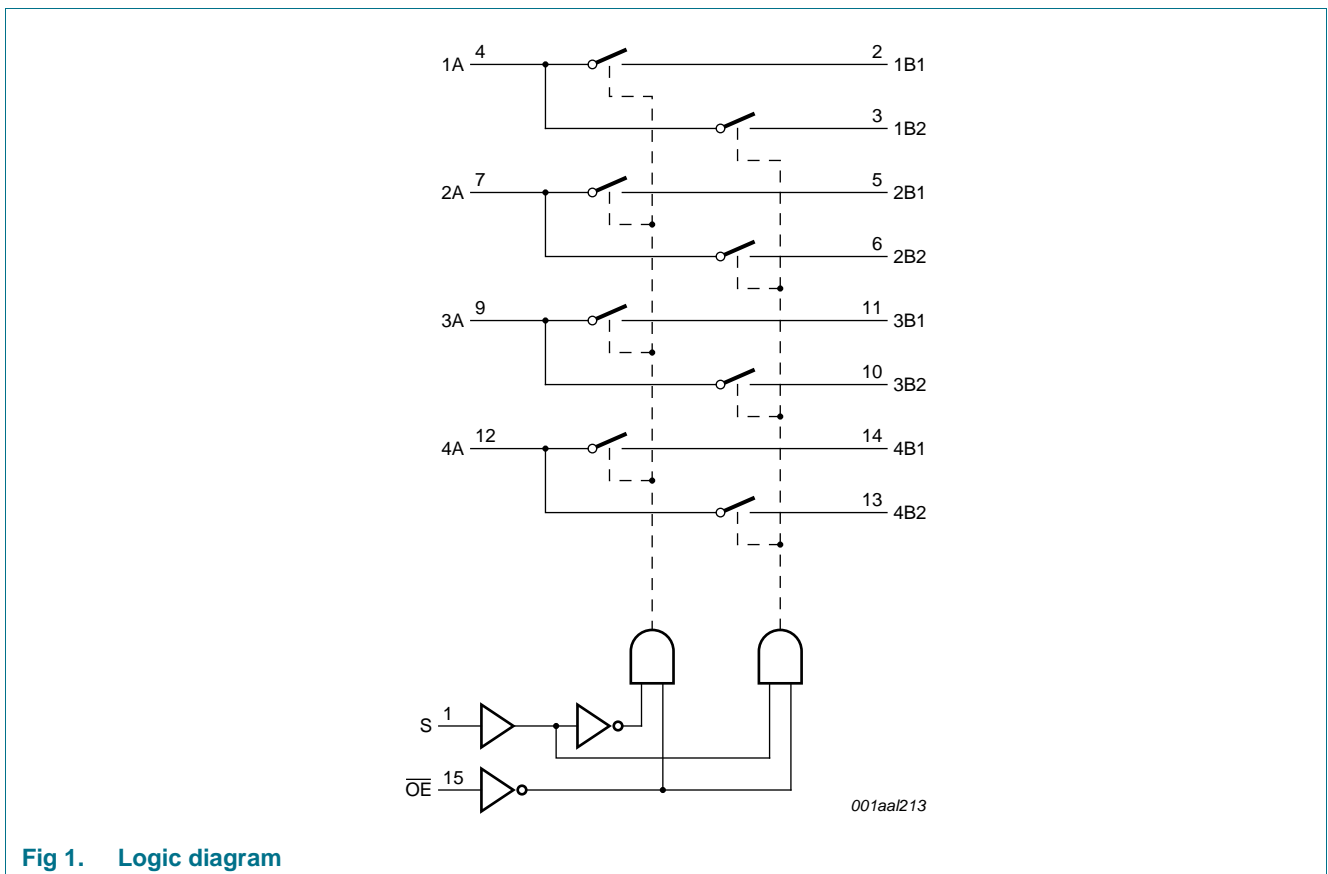 1A 4 2 1B1
3 1B2
2A 7 5 2B1
6 2B2
3A 9 11 3B1
10 3B2
4A 12 14 4B1
13 4B2
S 1
O̅E̅ 15
001aal213
Fig 1. Logic diagram